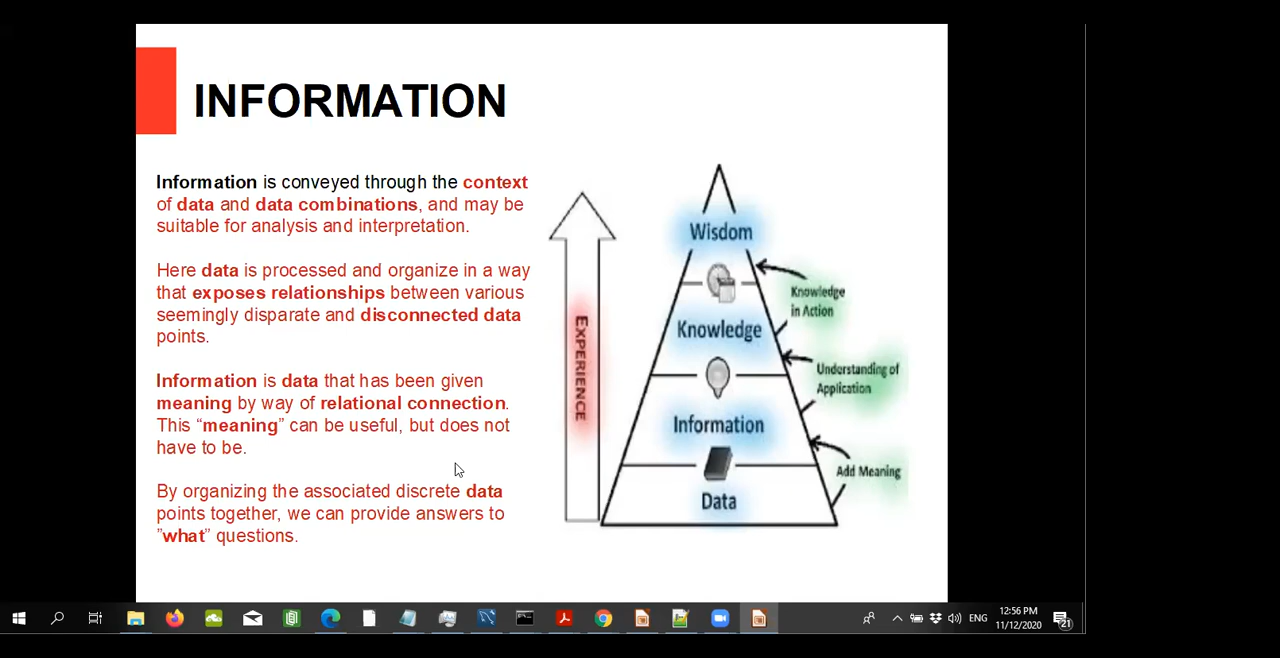 INFORMATION
Information is conveyed through the context
of data and data combinations, and may be
suitable for analysis and interpretation.
Here data is processed and organize in a way
that exposes relationships between various
seemingly disparate and disconnected data
points.
Information is data that has been given
meaning by way of relational connection.
This “meaning” can be useful, but does not
have to be.
By organizing the associated discrete data
points together, we can provide answers to
”what” questions.
EXPERIENCE
Wisdom
Knowledge
Information
Data
Knowledge
in Action
Understanding of
Application
Add Meaning
ENG
12:56 PM
11/12/2020
21